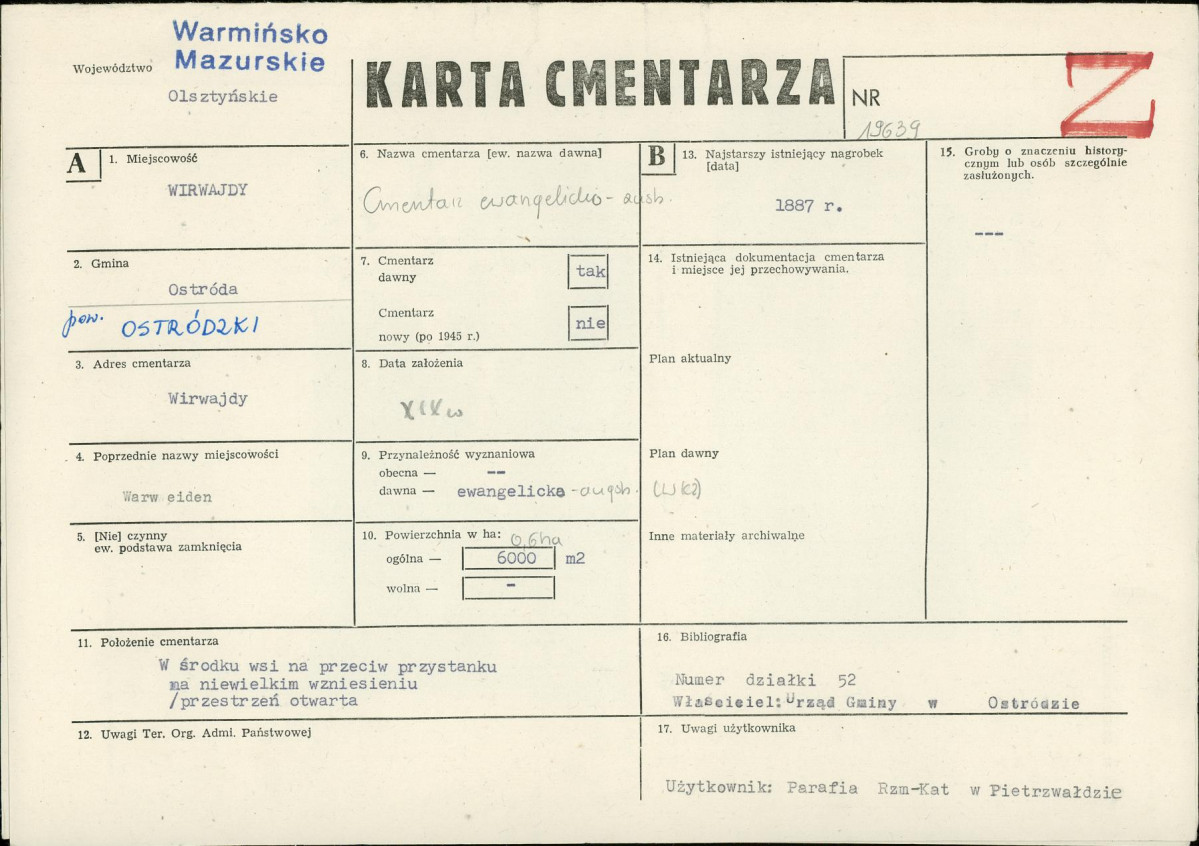 Warmińsko
Mazurskie
Województwo
Olsztyńskie
KARTA CMENTARZA
NR
19639
Z
A
1. Miejscowość
WIRWAJDY
2. Gmina
Ostróda
pow. OSTRÓDZKI
3. Adres cmentarza
Wirwajdy
4. Poprzednie nazwy miejscowości
Warw eiden
5. [Nie] czynny
ew. podstawa zamknięcia
6. Nazwa cmentarza [ew. nazwa dawna]
Cmentarz ewangelicko-augsb.
7. Cmentarz
dawny
tak
Cmentarz
nowy (po 1945 r.)
nie
8. Data założenia
XIX w
9. Przynależność wyznaniowa
obecna — --
dawna — ewangelicka -augsb.
10. Powierzchnia w ha: 0,6ha
ogólna — 6000 m2
wolna — -
B
13. Najstarszy istniejący nagrobek
[data]
1887 r.
14. Istniejąca dokumentacja cmentarza
i miejsce jej przechowywania.
Plan aktualny
Plan dawny
(WKZ)
Inne materiały archiwalne
15. Groby o znaczeniu history-
cznym lub osób szczególnie
zasłużonych.
---
11. Położenie cmentarza
W środku wsi na przeciw przystanku
na niewielkim wzniesieniu
/przestrzeń otwarta
12. Uwagi Ter. Org. Admi. Państwowej
16. Bibliografia
Numer działki 52
Właściciel: Urząd Gminy w Ostródzie
17. Uwagi użytkownika
Użytkownik: Parafia Rzm-Kat w Pietrzwałdzie